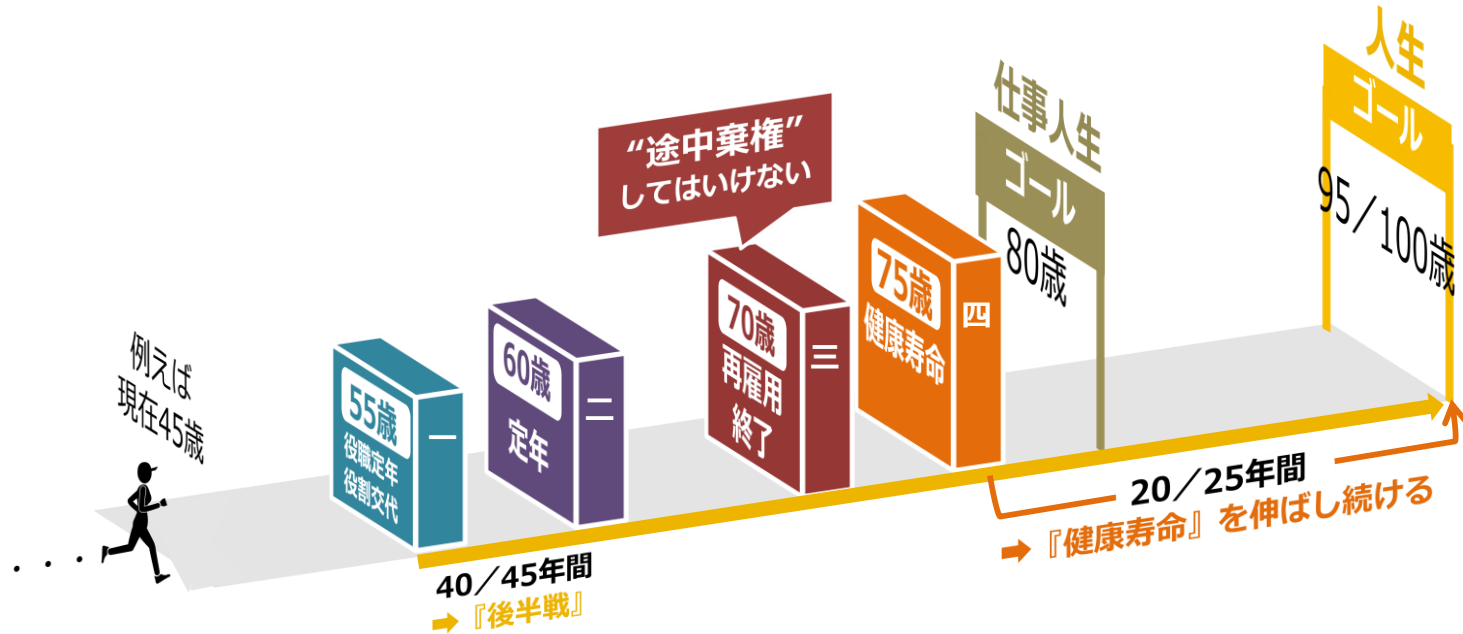 例えば
現在45歳
55歳
役職定年
役割交代
一
60歳
定年
二
“途中棄権”
してはいけない
70歳
再雇用
終了
三
75歳
健康寿命
四
仕事人生
ゴール
80歳
人生
ゴール
95/100歳
40/45年間
➡『後半戦』
20/25年間
➡『健康寿命』を伸ばし続ける